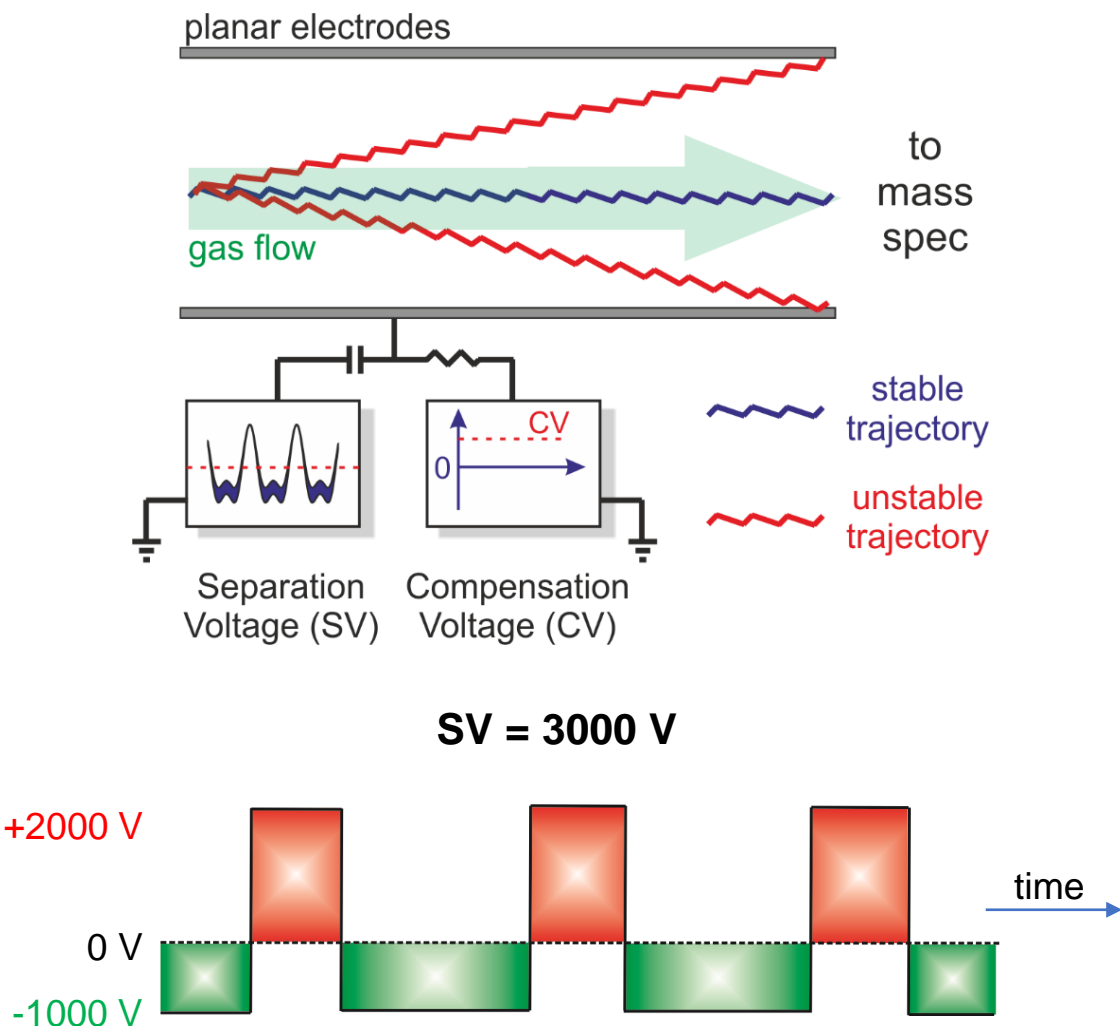 planar electrodes
to
mass
spec
gas flow
CV
0
stable
trajectory
unstable
trajectory
Separation
Voltage (SV)
Compensation
Voltage (CV)
SV = 3000 V
+2000 V
time
0 V
-1000 V